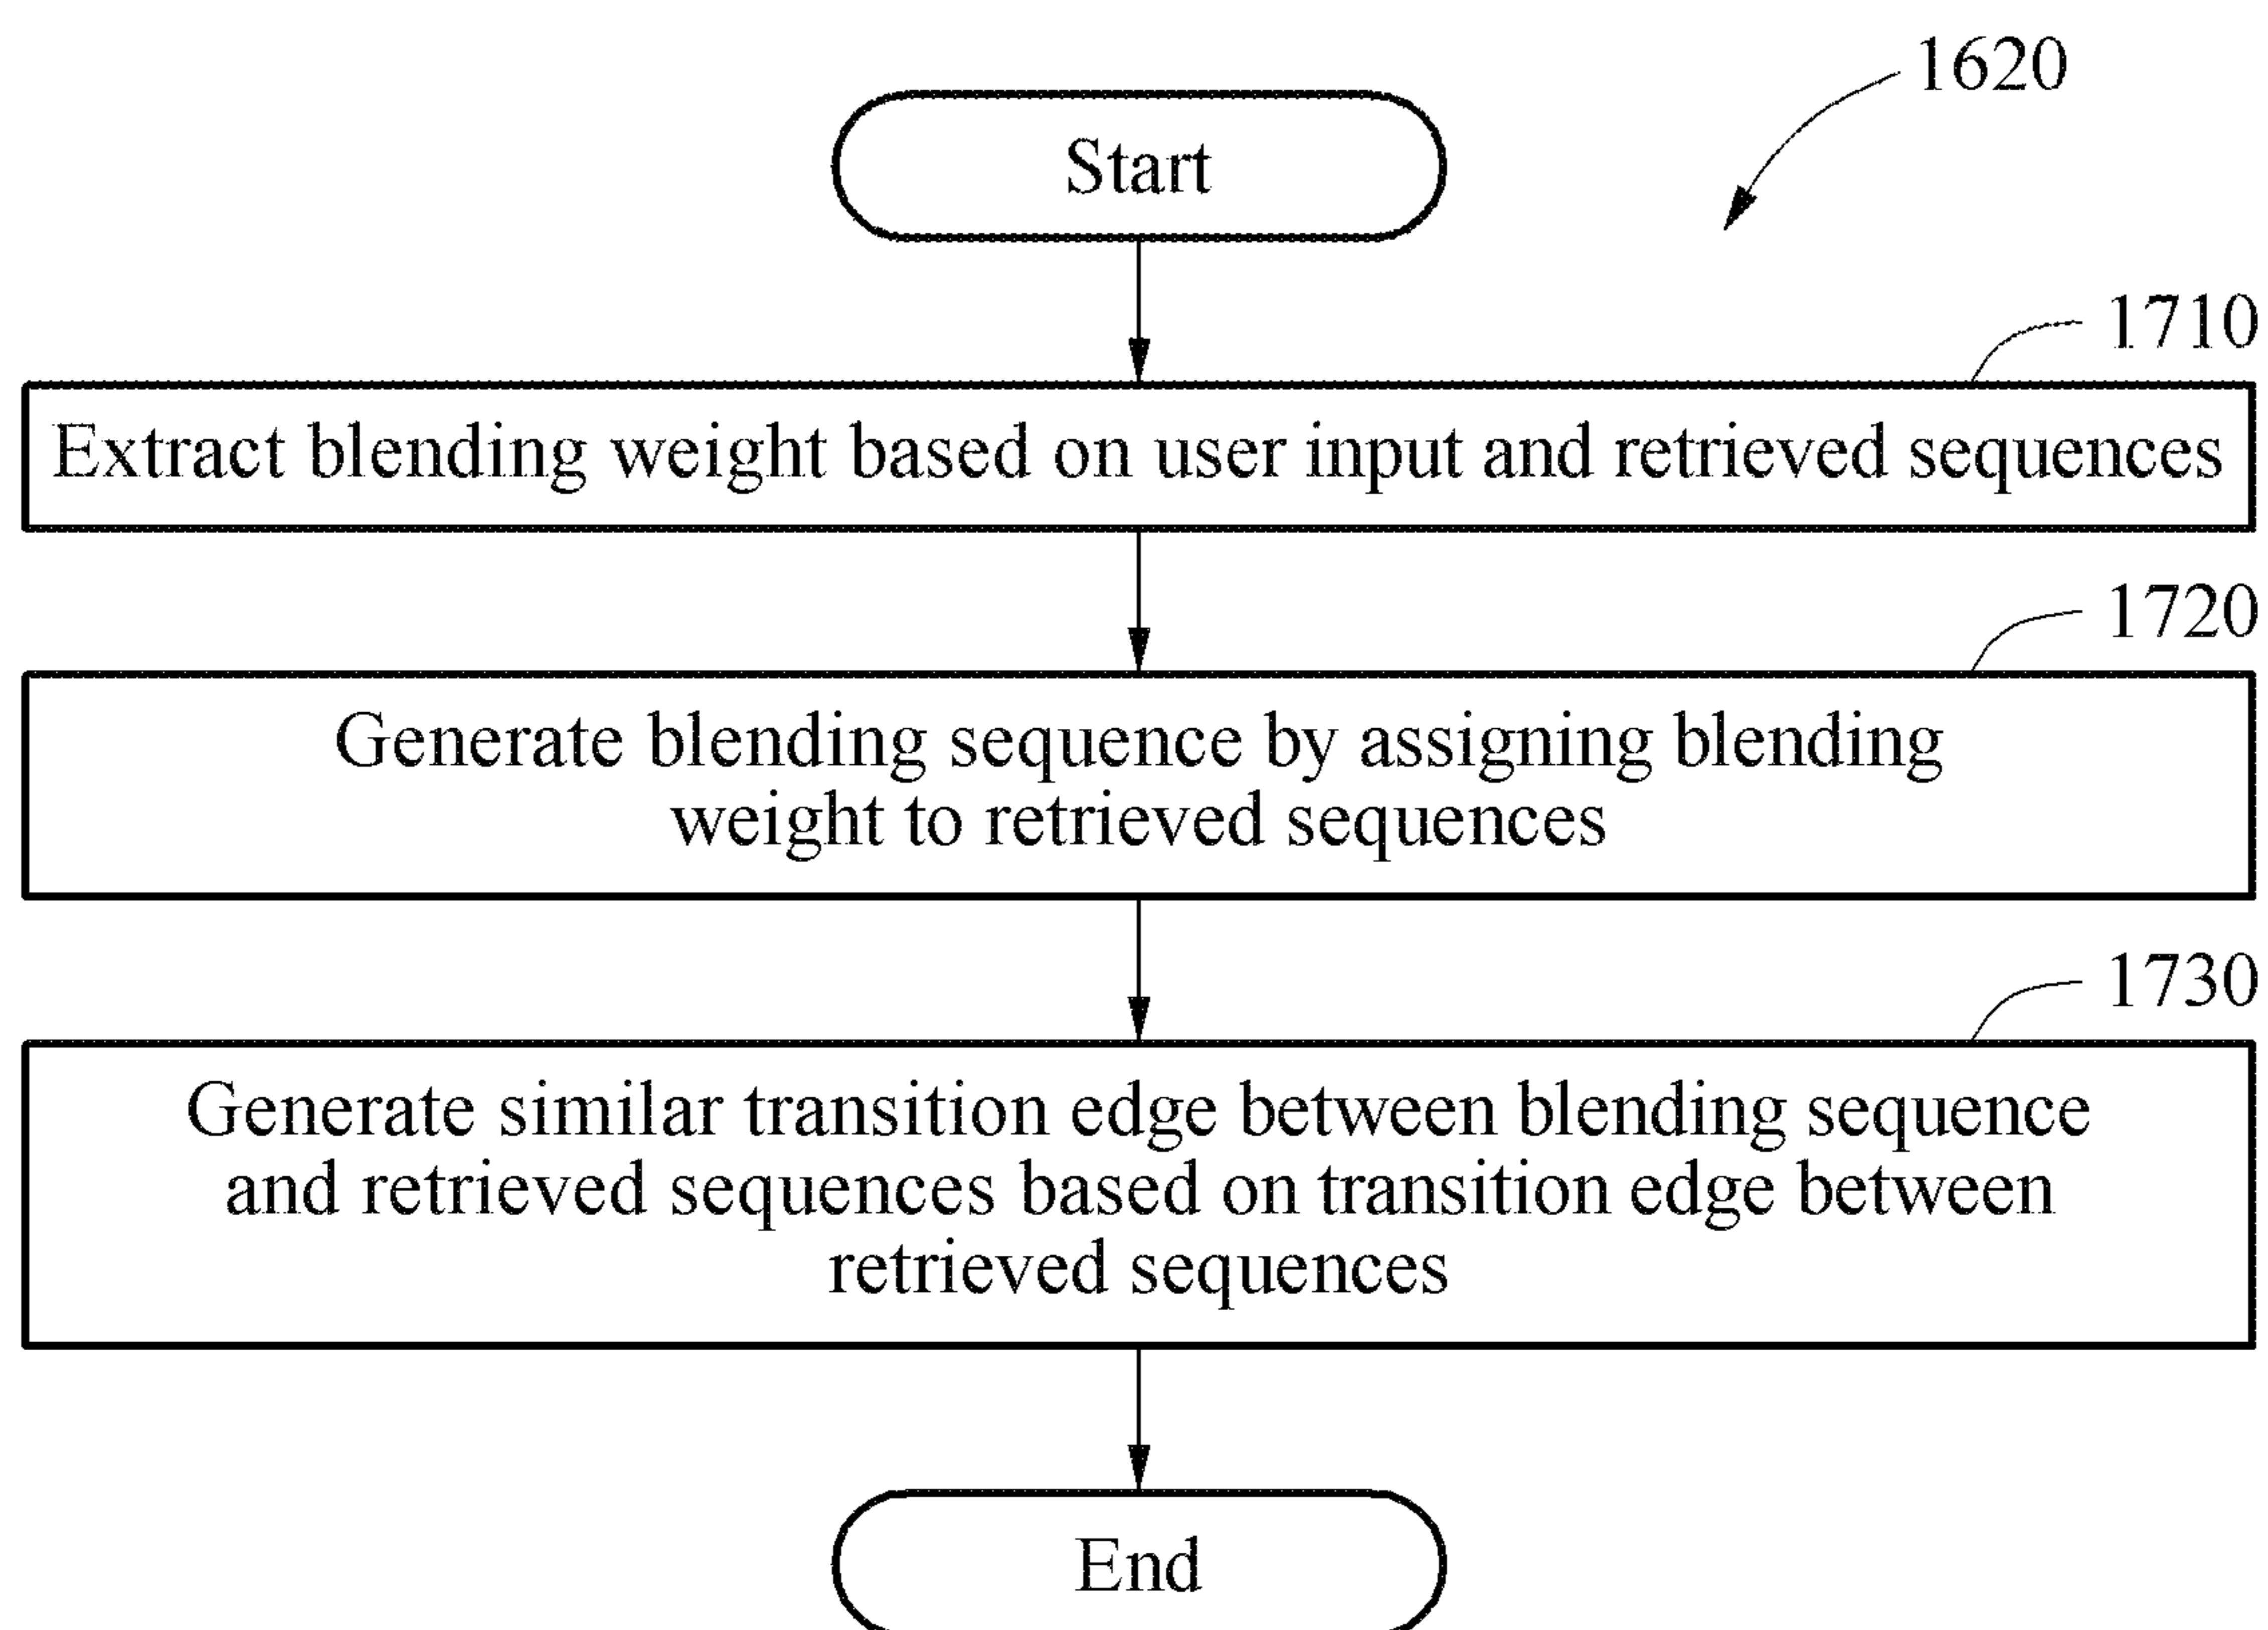 1620
Start
1710
Extract blending weight based on user input and retrieved sequences
1720
Generate blending sequence by assigning blending
weight to retrieved sequences
1730
Generate similar transition edge between blending sequence
and retrieved sequences based on transition edge between
retrieved sequences
End